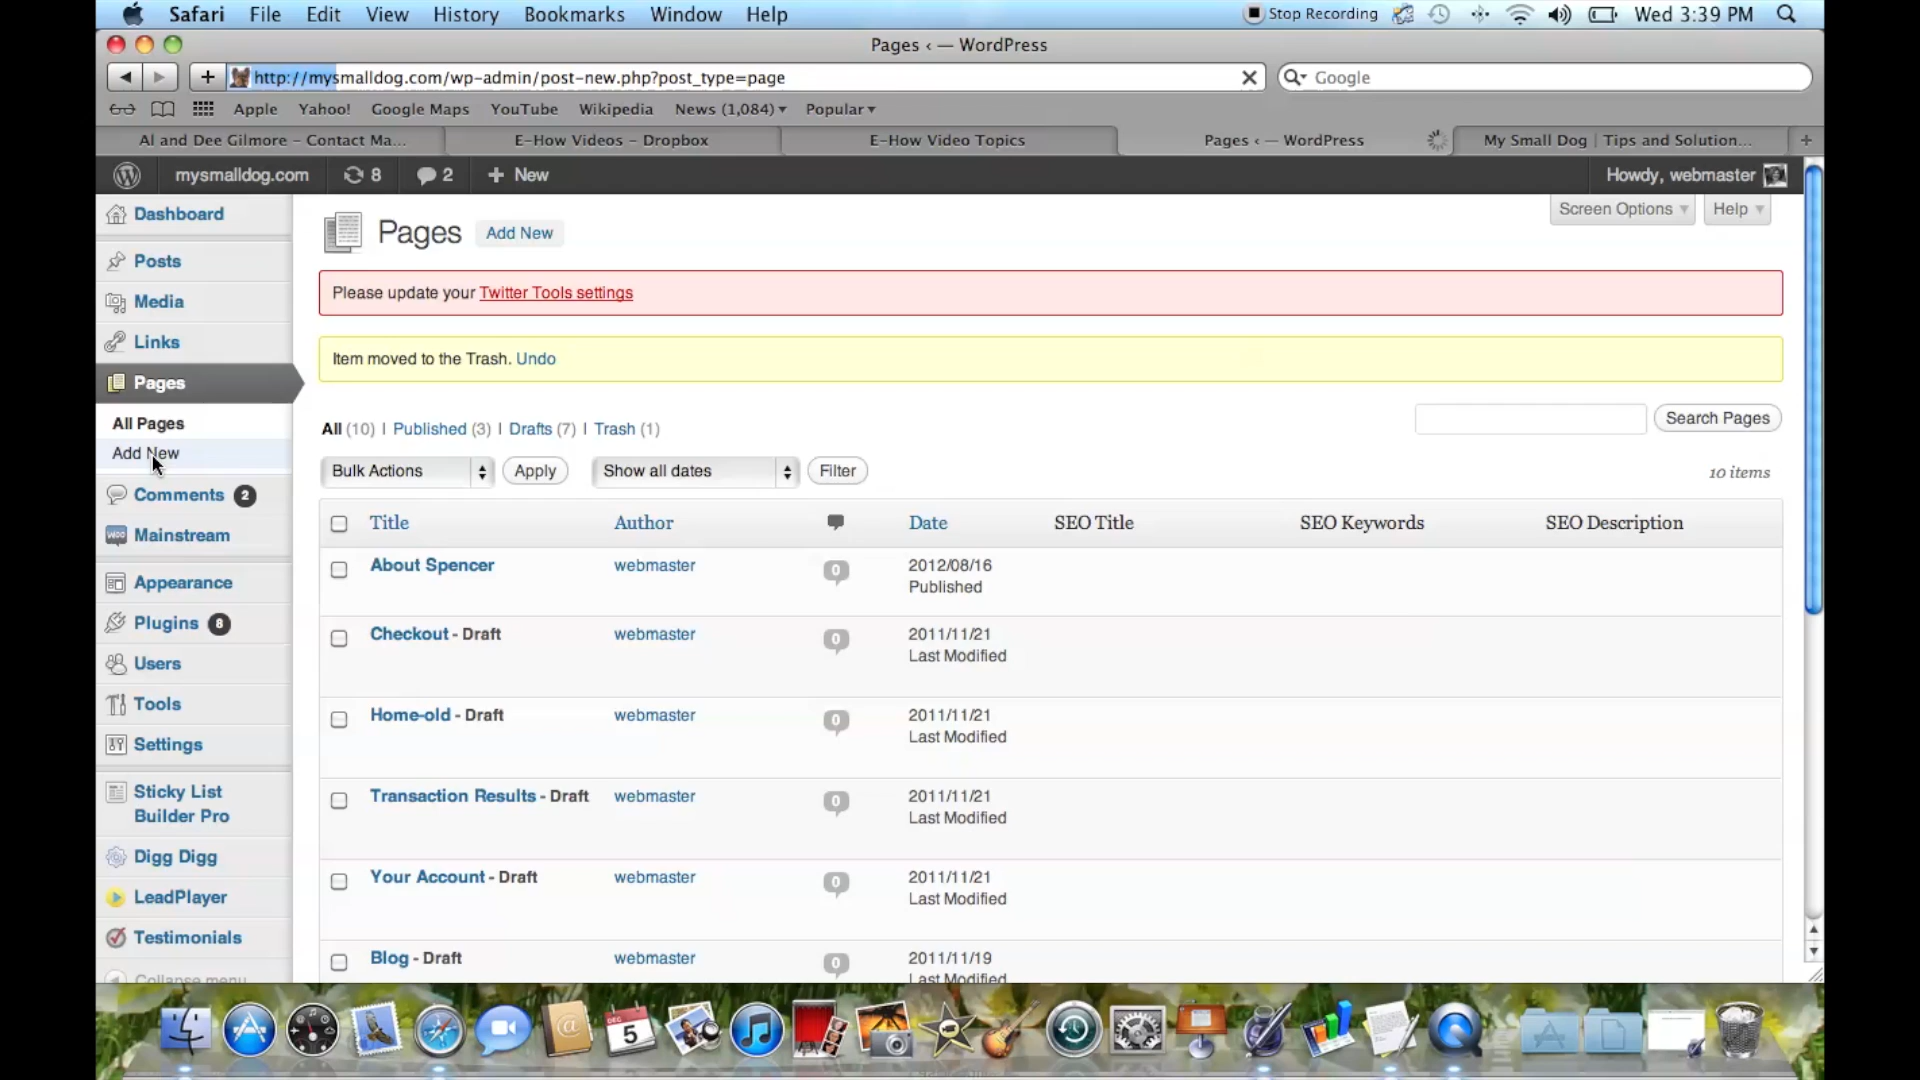 Safari File Edit View History Bookmarks Window Help Stop Recording Wed 3:39 PM
Pages ‹ — WordPress
http://mysmalldog.com/wp-admin/post-new.php?post_type=page Google
Apple Yahoo! Google Maps YouTube Wikipedia News (1,084) Popular
Al and Dee Gilmore – Contact Ma... E-How Videos – Dropbox E-How Video Topics Pages ‹ — WordPress My Small Dog | Tips and Solution...
mysmalldog.com 8 2 + New Howdy, webmaster
Dashboard
Posts
Media
Links
Pages
All Pages
Add New
Comments 2
Mainstream
Appearance
Plugins 8
Users
Tools
Settings
Sticky List
Builder Pro
Digg Digg
LeadPlayer
Testimonials
Collapse menu
Screen Options Help
Pages Add New
Please update your Twitter Tools settings
Item moved to the Trash. Undo
All (10) | Published (3) | Drafts (7) | Trash (1)
Search Pages
Bulk Actions Apply Show all dates Filter 10 items
Title Author Date SEO Title SEO Keywords SEO Description
About Spencer webmaster 0 2012/08/16
Published
Checkout - Draft webmaster 0 2011/11/21
Last Modified
Home-old - Draft webmaster 0 2011/11/21
Last Modified
Transaction Results - Draft webmaster 0 2011/11/21
Last Modified
Your Account - Draft webmaster 0 2011/11/21
Last Modified
Blog - Draft webmaster 0 2011/11/19
Last Modified
DEC
5